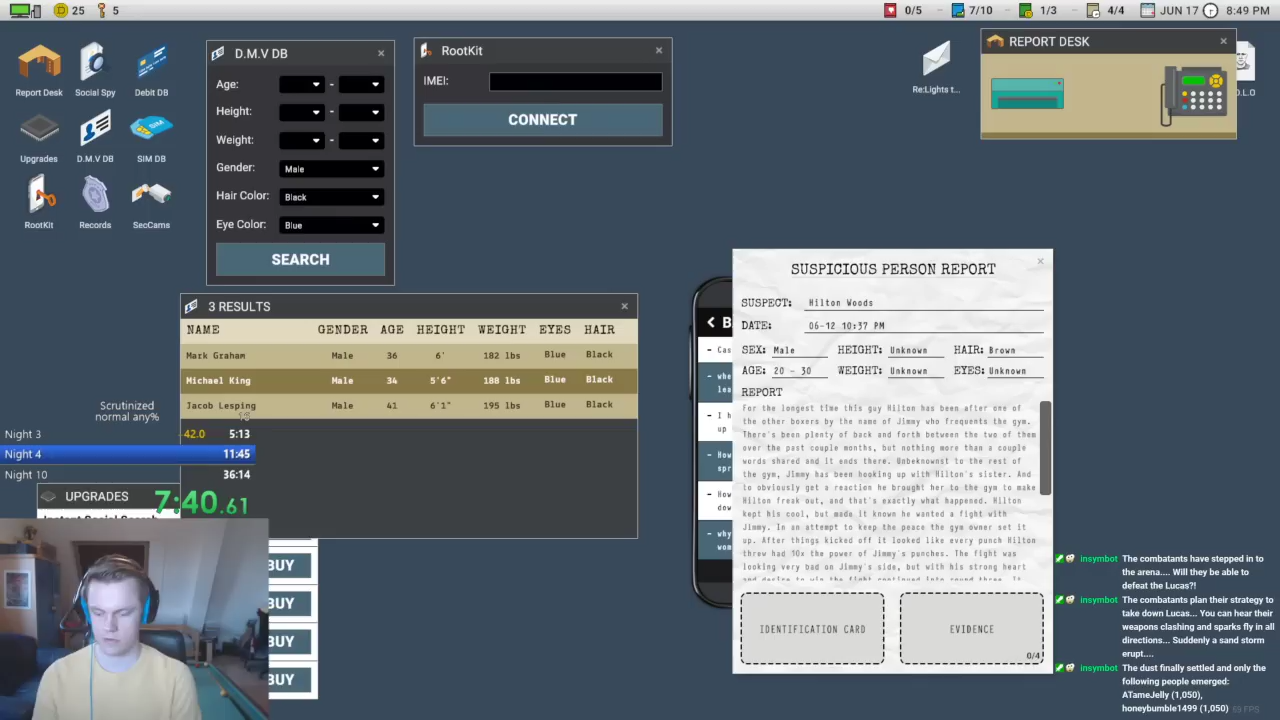 25
5
0/5
7/10
1/3
4/4
JUN 17
8:49 PM
Report Desk
Social Spy
Debit DB
Upgrades
D.M.V DB
SIM DB
RootKit
Records
SecCams
D.M.V DB
Age:
-
Height:
-
Weight:
-
Gender:
Male
Hair Color:
Black
Eye Color:
Blue
SEARCH
RootKit
IMEI:
CONNECT
Re:Lights t...
REPORT DESK
3 RESULTS
NAME GENDER AGE HEIGHT WEIGHT EYES HAIR
Mark Graham Male 36 6' 182 lbs Blue Black
Michael King Male 34 5'6" 188 lbs Blue Black
Jacob Lesping Male 41 6'1" 195 lbs Blue Black
Scrutinized
normal any%
Night 3 42.0 5:13
Night 4 11:45
Night 10 36:14
7:40.61
UPGRADES
BUY
BUY
BUY
BUY
SUSPICIOUS PERSON REPORT
SUSPECT: Hilton Woods
DATE: 06-12 10:37 PM
SEX: Male HEIGHT: Unknown HAIR: Brown
AGE: 20 - 30 WEIGHT: Unknown EYES: Unknown
REPORT
For the longest time this guy Hilton has been after one of
the other boxers by the name of Jimmy who frequents the gym.
There's been plenty of back and forth between the two of them
over the past couple months, but nothing more than a couple
words shared and it ends there. Unbeknownst to the rest of
the gym, Jimmy has been hooking up with Hilton's sister. And
to obviously get a reaction he brought her to the gym to make
Hilton freak out, and that's exactly what happened. Hilton
kept his cool, but made it known he wanted a fight with
Jimmy. In an attempt to keep the peace the gym owner set it
up. After things kicked off it looked like every punch Hilton
threw had 10x the power of Jimmy's punches. The fight was
looking very bad on Jimmy's side, but with his strong heart
and desire to win the fight continued into round three. It
IDENTIFICATION CARD
EVIDENCE
0/4
insymbot The combatants have stepped in to
the arena.... Will they be able to
defeat the Lucas?!
insymbot The combatants plan their strategy to
take down Lucas... You can hear their
weapons clashing and sparks fly in all
directions... Suddenly a sand storm
erupt....
insymbot The dust finally settled and only the
following people emerged:
ATameJelly (1,050),
honeybumble1499 (1,050)